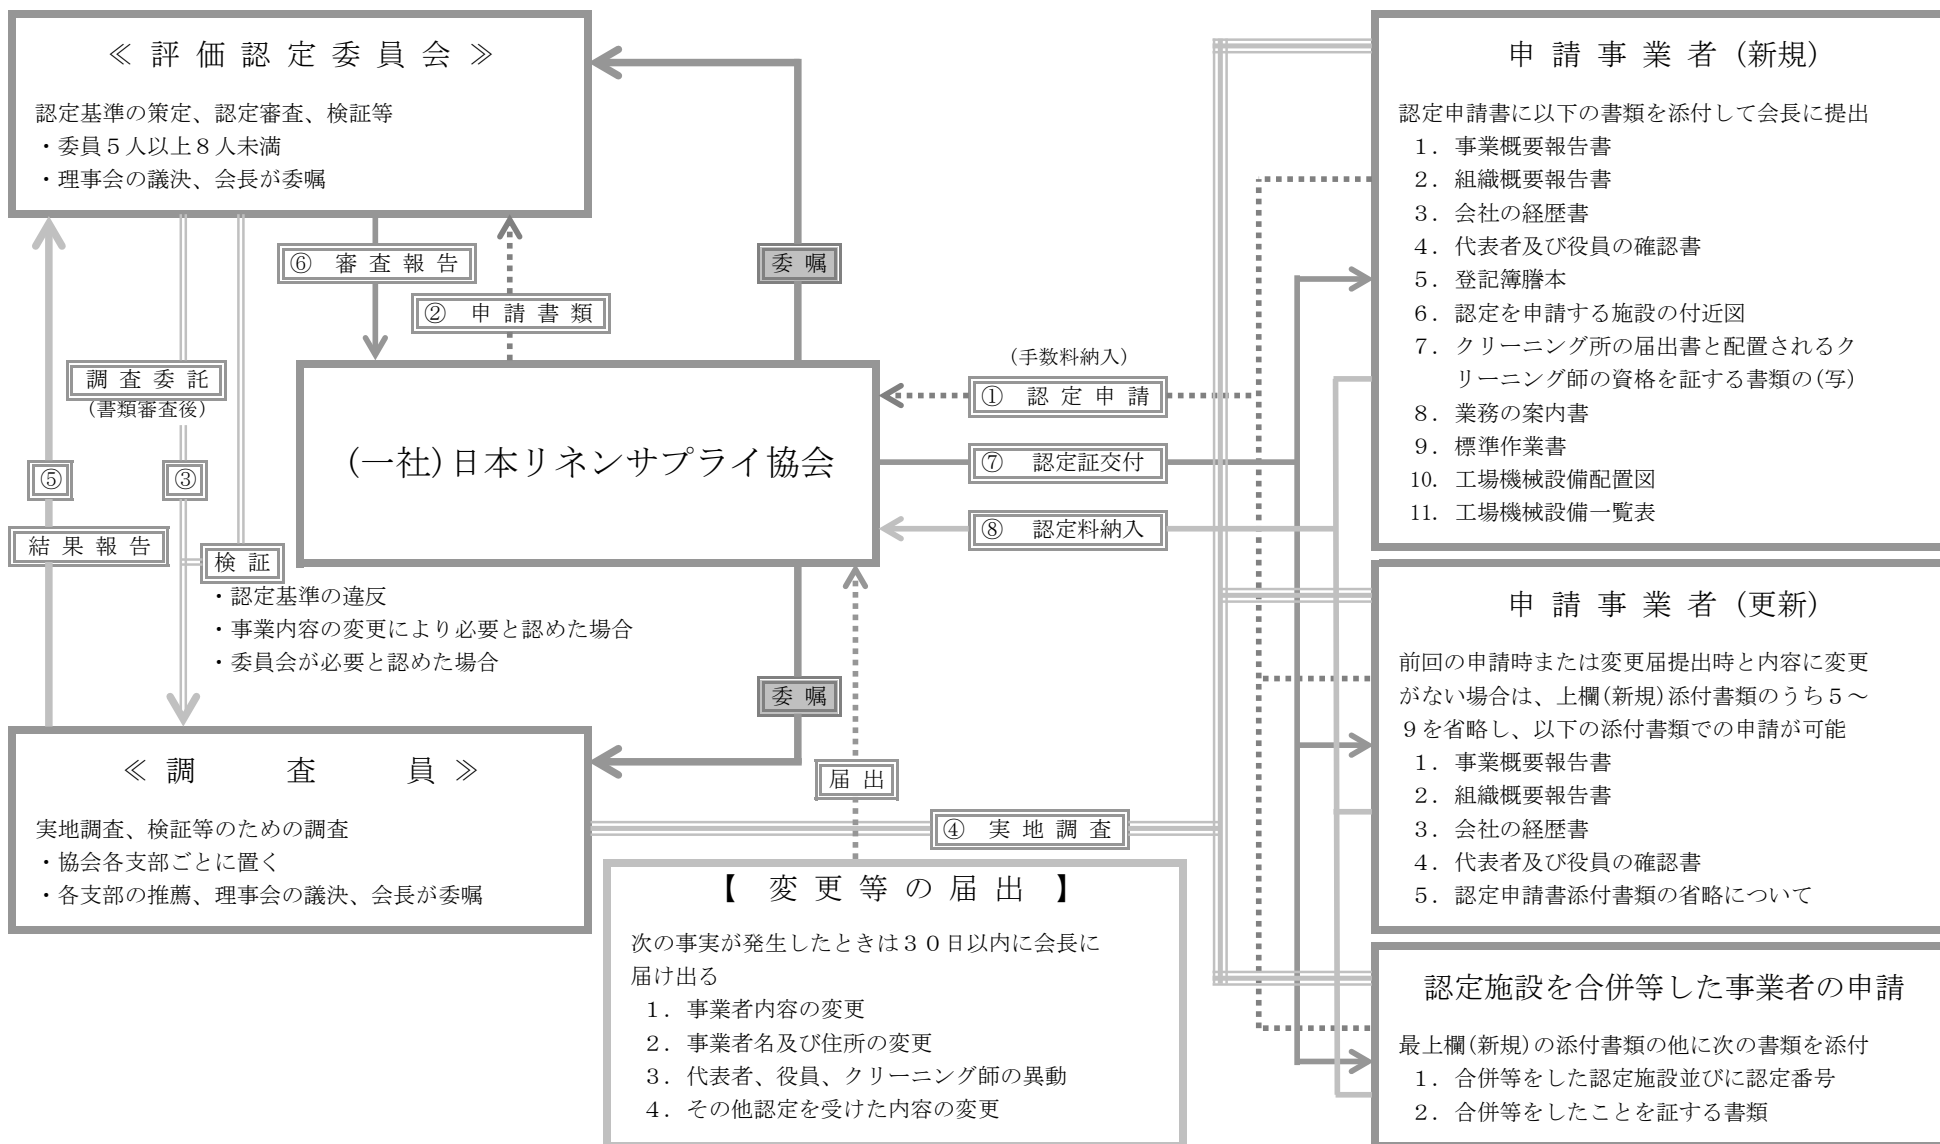 ≪ 評 価 認 定 委 員 会 ≫
認定基準の策定、認定審査、検証等
・委員５人以上８人未満
・理事会の議決、会長が委嘱
⑥ 審 査 報 告
② 申 請 書 類
委 嘱
調 査 委 託
(書類審査後)
⑤
③
結 果 報 告
検 証
・認定基準の違反
・事業内容の変更により必要と認めた場合
・委員会が必要と認めた場合
(一社)日本リネンサプライ協会
(手数料納入)
① 認 定 申 請
⑦ 認定証交付
⑧ 認定料納入
委 嘱
届 出
≪ 調 査 員 ≫
実地調査、検証等のための調査
・協会各支部ごとに置く
・各支部の推薦、理事会の議決、会長が委嘱
④ 実 地 調 査
【 変 更 等 の 届 出 】
次の事実が発生したときは３０日以内に会長に
届け出る
１．事業者内容の変更
２．事業者名及び住所の変更
３．代表者、役員、クリーニング師の異動
４．その他認定を受けた内容の変更
申 請 事 業 者 (新規)
認定申請書に以下の書類を添付して会長に提出
１．事業概要報告書
２．組織概要報告書
３．会社の経歴書
４．代表者及び役員の確認書
５．登記簿謄本
６．認定を申請する施設の付近図
７．クリーニング所の届出書と配置されるク
リーニング師の資格を証する書類の(写)
８．業務の案内書
９．標準作業書
10．工場機械設備配置図
11．工場機械設備一覧表
申 請 事 業 者 (更新)
前回の申請時または変更届提出時と内容に変更
がない場合は、上欄(新規)添付書類のうち５～
９を省略し、以下の添付書類での申請が可能
１．事業概要報告書
２．組織概要報告書
３．会社の経歴書
４．代表者及び役員の確認書
５．認定申請書添付書類の省略について
認定施設を合併等した事業者の申請
最上欄(新規)の添付書類の他に次の書類を添付
１．合併等をした認定施設並びに認定番号
２．合併等をしたことを証する書類